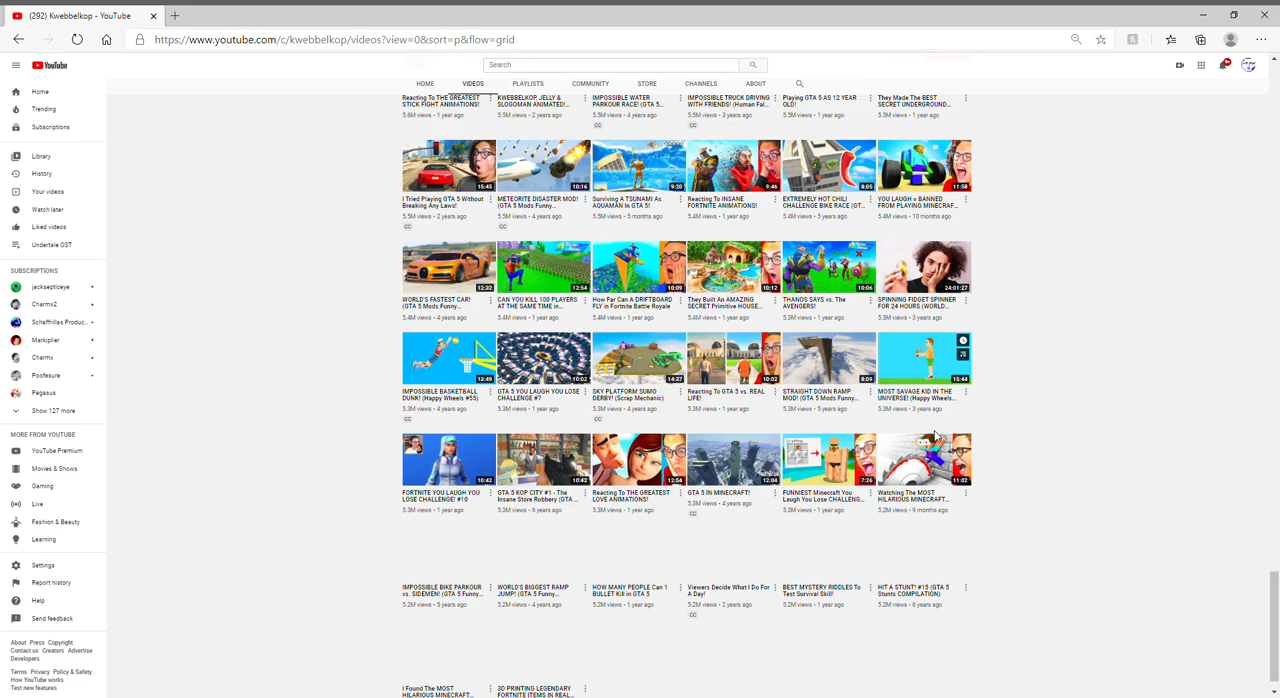 (292) Kwebbelkop - YouTube
https://www.youtube.com/c/kwebbelkop/videos?view=0&sort=p&flow=grid
YouTube
Search
9+
HOME VIDEOS PLAYLISTS COMMUNITY STORE CHANNELS ABOUT
Home
Trending
Subscriptions
Library
History
Your videos
Watch later
Liked videos
Undertale OST
SUBSCRIPTIONS
jacksepticeye
Charmx2
Schaffrillas Produc...
Markiplier
Charmx
Poofesure
Pegasus
Show 127 more
MORE FROM YOUTUBE
YouTube Premium
Movies & Shows
Gaming
Live
Fashion & Beauty
Learning
Settings
Report history
Help
Send feedback
About Press Copyright
Contact us Creators Advertise
Developers
Terms Privacy Policy & Safety
How YouTube works
Test new features
Reacting To THE GREATEST
STICK FIGHT ANIMATIONS!
5.6M views • 1 year ago
KWEBBELKOP, JELLY &
SLOGOMAN ANIMATED!...
5.5M views • 2 years ago
IMPOSSIBLE WATER
PARKOUR RACE! (GTA 5...
5.5M views • 4 years ago
CC
IMPOSSIBLE TRUCK DRIVING
WITH FRIENDS! (Human Fal...
5.5M views • 3 years ago
CC
Playing GTA 5 AS 12 YEAR
OLD!
5.5M views • 1 year ago
They Made The BEST
SECRET UNDERGROUND...
5.5M views • 1 year ago
15:45
I Tried Playing GTA 5 Without
Breaking Any Laws!
5.5M views • 2 years ago
CC
10:16
METEORITE DISASTER MOD!
(GTA 5 Mods Funny...
5.5M views • 4 years ago
CC
9:20
Surviving A TSUNAMI As
AQUAMAN In GTA 5!
5.5M views • 5 months ago
9:46
Reacting To INSANE
FORTNITE ANIMATIONS!
5.4M views • 1 year ago
8:05
EXTREMELY HOT CHILI
CHALLENGE BIKE RACE (GT...
5.4M views • 5 years ago
11:58
YOU LAUGH = BANNED
FROM PLAYING MINECRAF...
5.4M views • 10 months ago
12:32
WORLD'S FASTEST CAR!
(GTA 5 Mods Funny...
5.4M views • 4 years ago
12:54
CAN YOU KILL 100 PLAYERS
AT THE SAME TIME in...
5.4M views • 1 year ago
10:09
How Far Can A DRIFTBOARD
FLY in Fortnite Battle Royale
5.4M views • 1 year ago
10:12
They Built An AMAZING
SECRET Primitive HOUSE...
5.4M views • 1 year ago
10:06
THANOS SAYS vs. The
AVENGERS!
5.4M views • 1 year ago
24:01:27
SPINNING FIDGET SPINNER
FOR 24 HOURS (WORLD...
5.3M views • 3 years ago
13:49
IMPOSSIBLE BASKETBALL
DUNK! (Happy Wheels #55)
5.3M views • 4 years ago
CC
10:02
GTA 5 YOU LAUGH YOU LOSE
CHALLENGE #7
5.3M views • 1 year ago
14:37
SKY PLATFORM SUMO
DERBY! (Scrap Mechanic)
5.3M views • 4 years ago
CC
10:02
Reacting To GTA 5 vs. REAL
LIFE!
5.3M views • 1 year ago
8:09
STRAIGHT DOWN RAMP
MOD! (GTA 5 Mods Funny...
5.3M views • 5 years ago
15:44
MOST SAVAGE KID IN THE
UNIVERSE! (Happy Wheels...
5.3M views • 3 years ago
10:42
FORTNITE YOU LAUGH YOU
LOSE CHALLENGE! #10
5.3M views • 1 year ago
10:42
GTA 5 KOP CITY #1 - The
Insane Store Robbery (GTA ...
5.3M views • 6 years ago
12:54
Reacting To THE GREATEST
LOVE ANIMATIONS!
5.3M views • 1 year ago
12:04
GTA 5 IN MINECRAFT!
5.3M views • 4 years ago
CC
7:26
FUNNIEST Minecraft You
Laugh You Lose CHALLENG...
5.3M views • 1 year ago
11:02
Watching The MOST
HILARIOUS MINECRAFT...
5.2M views • 9 months ago
IMPOSSIBLE BIKE PARKOUR
vs. SIDEMEN! (GTA 5 Funny...
5.2M views • 5 years ago
WORLD'S BIGGEST RAMP
JUMP! (GTA 5 Funny...
5.2M views • 4 years ago
HOW MANY PEOPLE Can 1
BULLET Kill in GTA 5
5.2M views • 1 year ago
Viewers Decide What I Do For
A Day!
5.2M views • 2 years ago
CC
BEST MYSTERY RIDDLES To
Test Survival Skill!
5.2M views • 1 year ago
HIT A STUNT! #15 (GTA 5
Stunts COMPILATION)
5.2M views • 6 years ago
I Found The MOST
HILARIOUS MINECRAFT...
3D PRINTING LEGENDARY
FORTNITE ITEMS IN REAL...